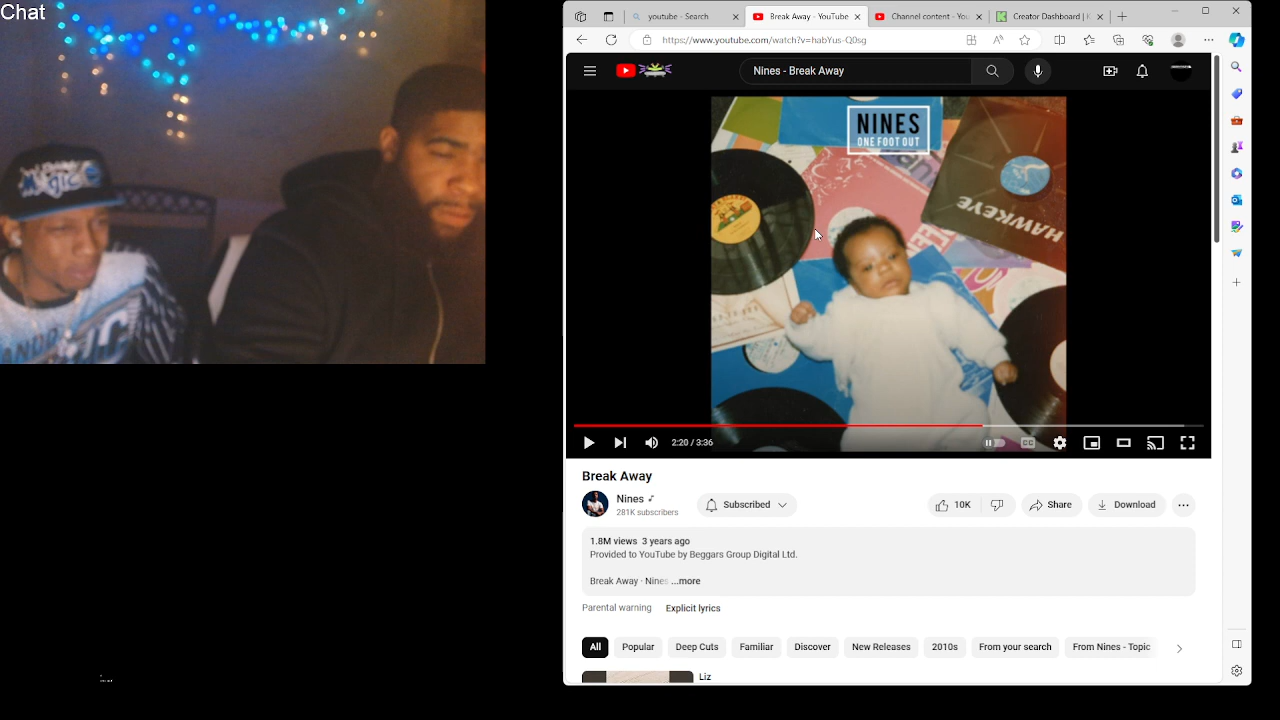 Chat
MAGIC
youtube - Search
Break Away - YouTube
Channel content - You
Creator Dashboard | K
https://www.youtube.com/watch?v=habYus-Q0sg
Nines - Break Away
NINES
ONE FOOT OUT
HAWKEYE
2:20 / 3:36
CC
Break Away
Nines
281K subscribers
Subscribed
10K
Share
Download
1.8M views 3 years ago
Provided to YouTube by Beggars Group Digital Ltd.
Break Away · Nines ...more
Parental warning Explicit lyrics
All
Popular
Deep Cuts
Familiar
Discover
New Releases
2010s
From your search
From Nines - Topic
Liz